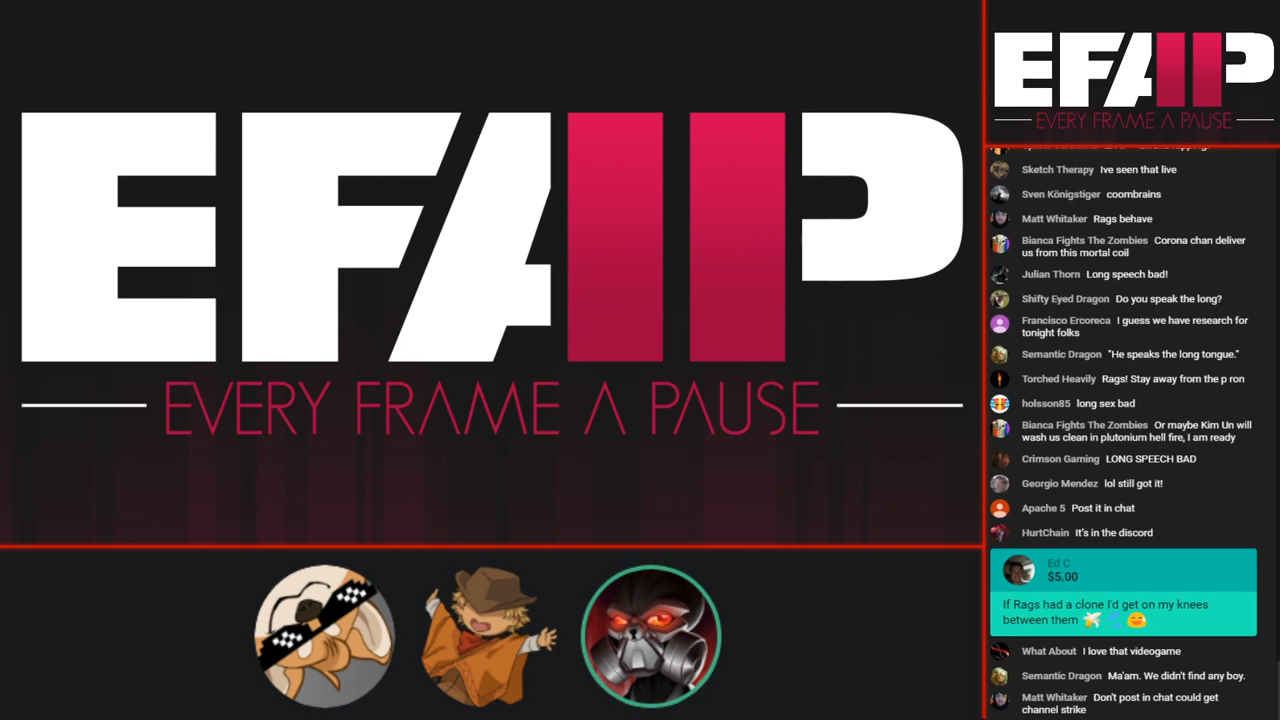 EFAP
EVERY FRAME A PAUSE
EFAP
EVERY FRAME A PAUSE
Sketch Therapy Ive seen that live
Sven Königstiger coombrains
Matt Whitaker Rags behave
Bianca Fights The Zombies Corona chan deliver
us from this mortal coil
Julian Thorn Long speech bad!
Shifty Eyed Dragon Do you speak the long?
Francisco Ercoreca I guess we have research for
tonight folks
Semantic Dragon "He speaks the long tongue."
Torched Heavily Rags! Stay away from the p ron
holsson85 long sex bad
Bianca Fights The Zombies Or maybe Kim Un will
wash us clean in plutonium hell fire, I am ready
Crimson Gaming LONG SPEECH BAD
Georgio Mendez lol still got it!
Apache 5 Post it in chat
HurtChain It's in the discord
Ed C
$5.00
If Rags had a clone I'd get on my knees
between them
What About I love that videogame
Semantic Dragon Ma'am. We didn't find any boy.
Matt Whitaker Don't post in chat could get
channel strike